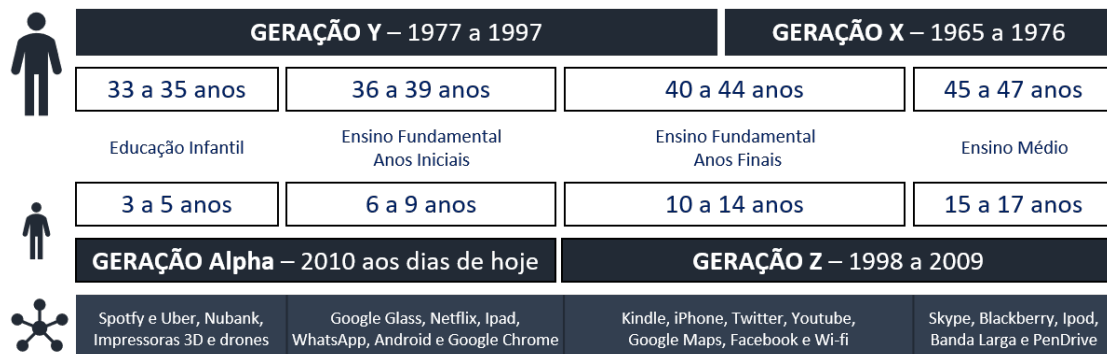 GERAÇÃO Y – 1977 a 1997
GERAÇÃO X – 1965 a 1976
33 a 35 anos
36 a 39 anos
40 a 44 anos
45 a 47 anos
Educação Infantil
Ensino Fundamental
Anos Iniciais
Ensino Fundamental
Anos Finais
Ensino Médio
3 a 5 anos
6 a 9 anos
10 a 14 anos
15 a 17 anos
GERAÇÃO Alpha – 2010 aos dias de hoje
GERAÇÃO Z – 1998 a 2009
Spotfy e Uber, Nubank,
Impressoras 3D e drones
Google Glass, Netflix, Ipad,
WhatsApp, Android e Google Chrome
Kindle, iPhone, Twitter, Youtube,
Google Maps, Facebook e Wi-fi
Skype, Blackberry, Ipod,
Banda Larga e PenDrive